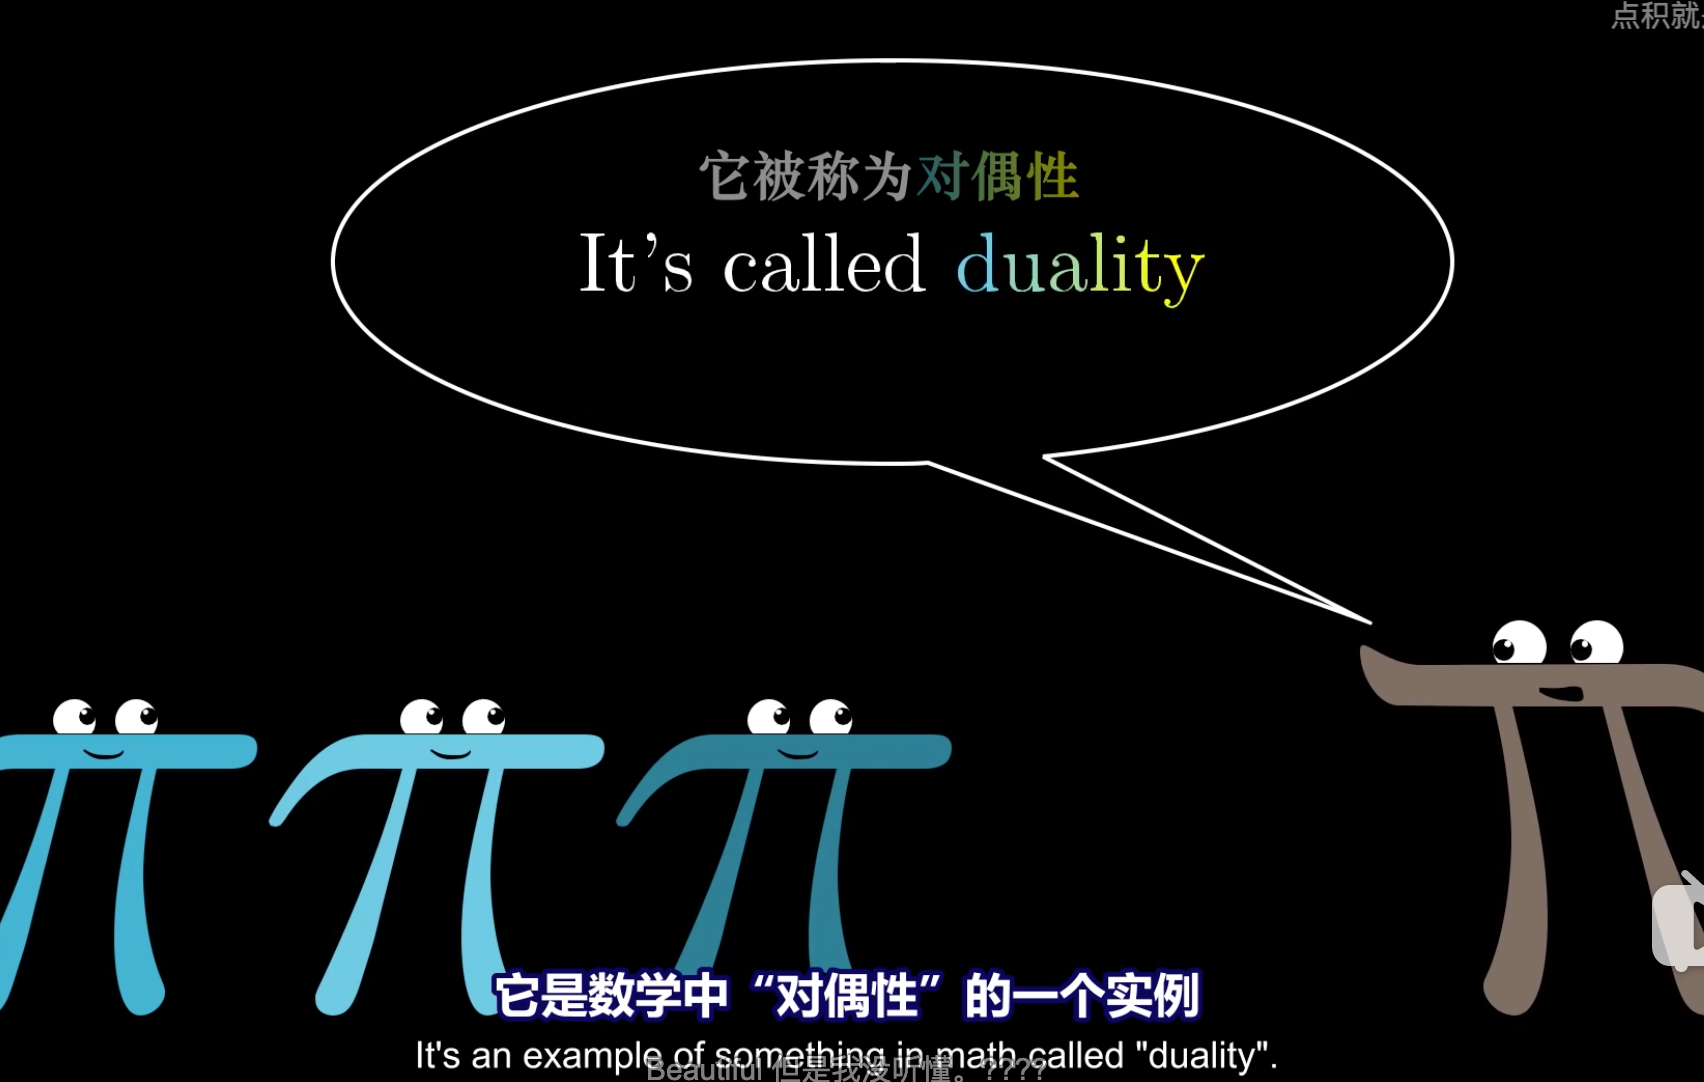 点积就
它被称为对偶性
It's called duality
它是数学中“对偶性”的一个实例
It's an example of something in math called "duality".
Beautiful 但是我没听懂。????